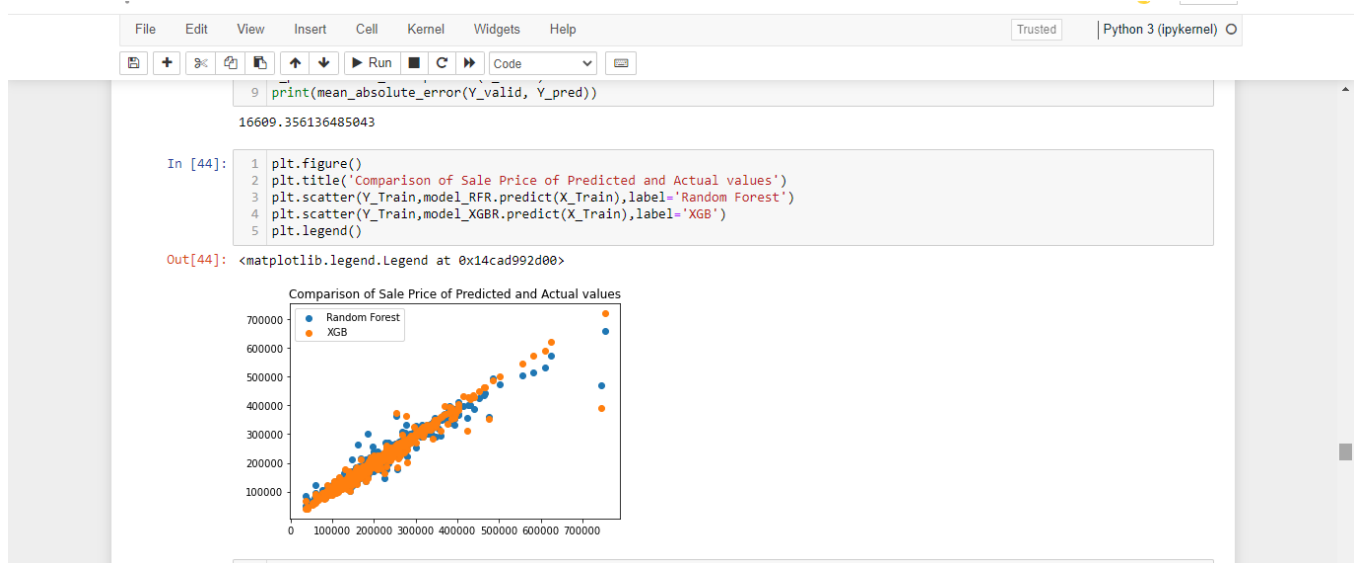 File Edit View Insert Cell Kernel Widgets Help Trusted Python 3 (ipykernel)
Run Code
9 print(mean_absolute_error(Y_valid, Y_pred))
16609.356136485043
In [44]:
1 plt.figure()
2 plt.title('Comparison of Sale Price of Predicted and Actual values')
3 plt.scatter(Y_Train,model_RFR.predict(X_Train),label='Random Forest')
4 plt.scatter(Y_Train,model_XGBR.predict(X_Train),label='XGB')
5 plt.legend()
Out[44]: <matplotlib.legend.Legend at 0x14cad992d00>
Comparison of Sale Price of Predicted and Actual values
Random Forest
XGB
700000
600000
500000
400000
300000
200000
100000
0 100000 200000 300000 400000 500000 600000 700000